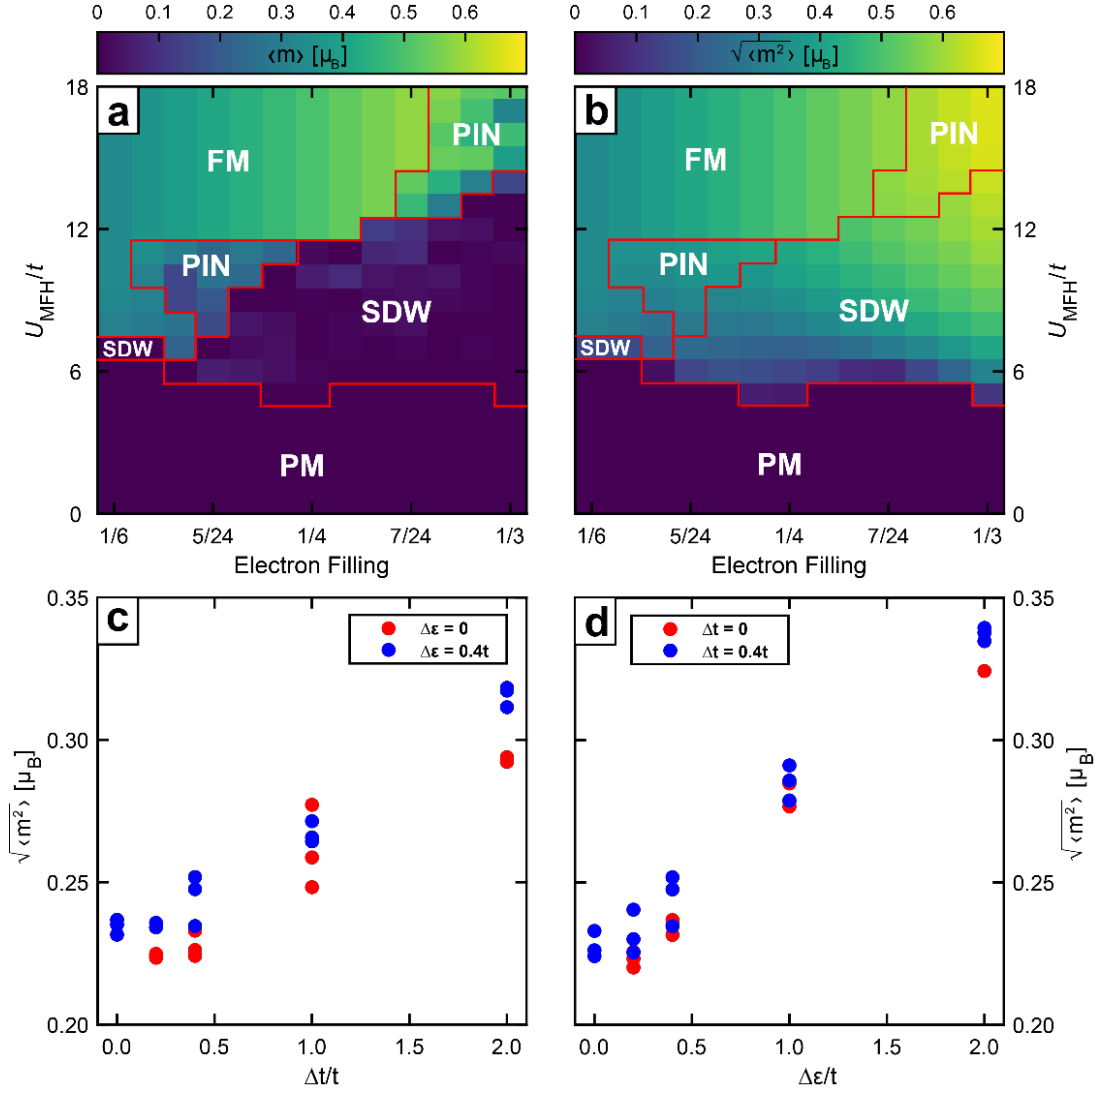 0 0.1 0.2 0.3 0.4 0.5 0.6
⟨m⟩ [μB]
0 0.1 0.2 0.3 0.4 0.5 0.6
√⟨m²⟩ [μB]
a
FM
PIN
PIN
SDW
SDW
PM
18
12
6
0
UMFH/t
1/6 5/24 1/4 7/24 1/3
Electron Filling
b
FM
PIN
PIN
SDW
SDW
PM
18
12
6
0
UMFH/t
1/6 5/24 1/4 7/24 1/3
Electron Filling
c
Δε = 0
Δε = 0.4t
0.35
0.30
0.25
0.20
√⟨m²⟩ [μB]
0.0 0.5 1.0 1.5 2.0
Δt/t
d
Δt = 0
Δt = 0.4t
0.35
0.30
0.25
0.20
√⟨m²⟩ [μB]
0.0 0.5 1.0 1.5 2.0
Δε/t